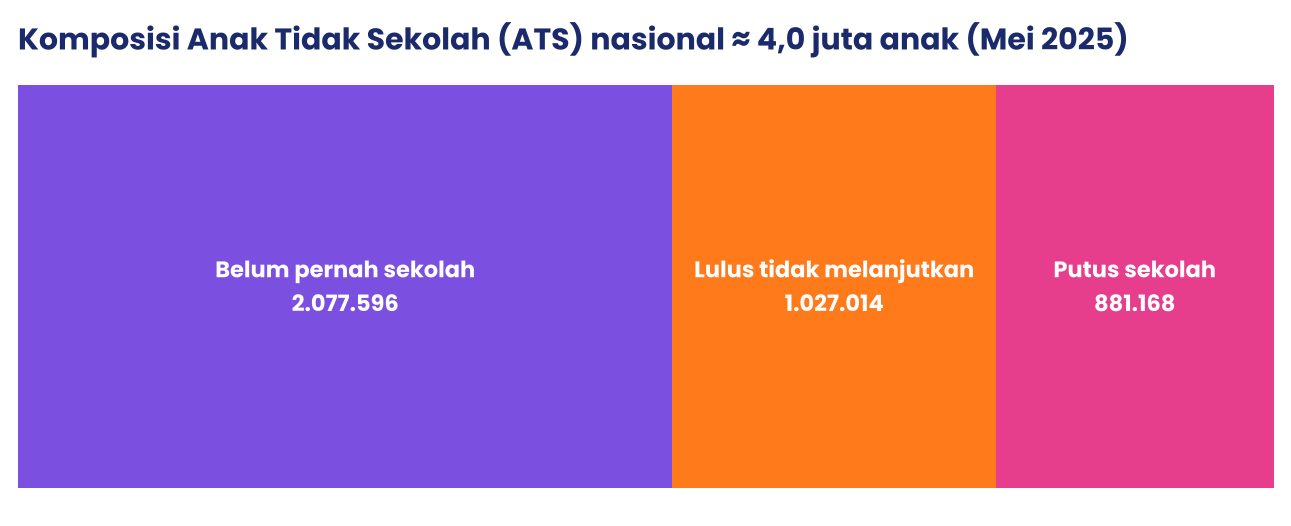 Komposisi Anak Tidak Sekolah (ATS) nasional ≈ 4,0 juta anak (Mei 2025)
Belum pernah sekolah
2.077.596
Lulus tidak melanjutkan
1.027.014
Putus sekolah
881.168